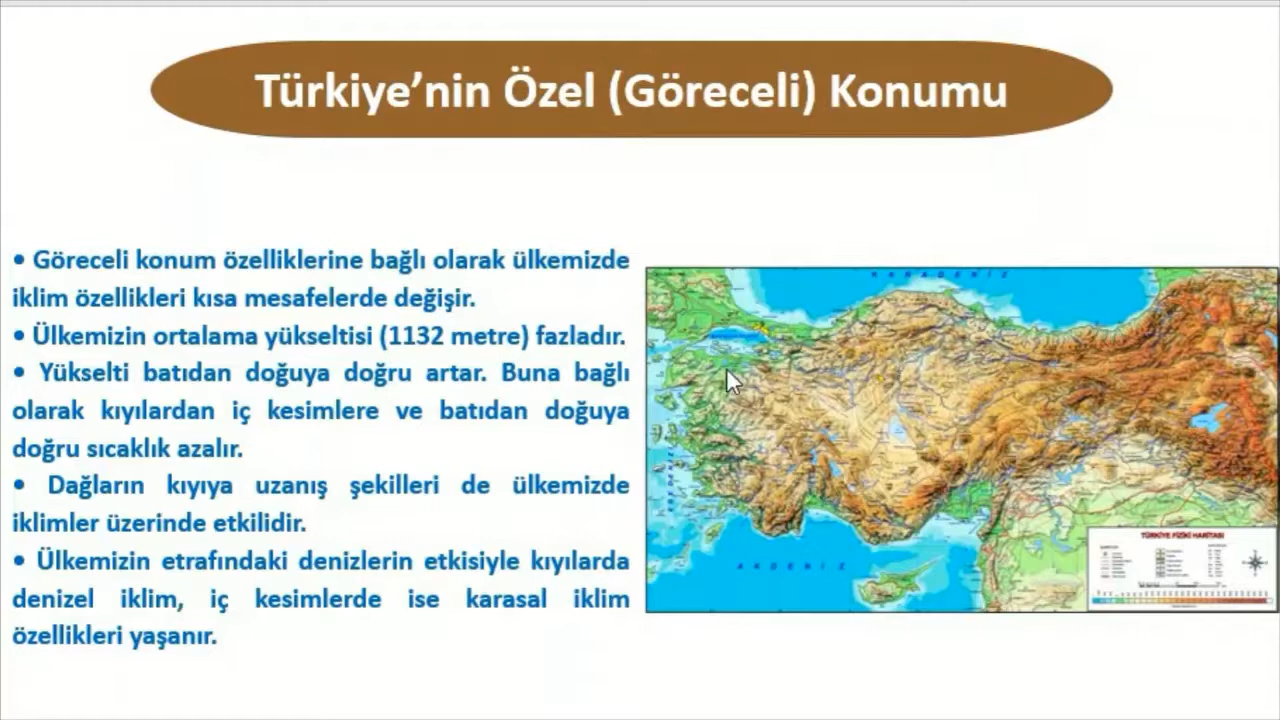 Türkiye’nin Özel (Göreceli) Konumu
• Göreceli konum özelliklerine bağlı olarak ülkemizde
iklim özellikleri kısa mesafelerde değişir.
• Ülkemizin ortalama yükseltisi (1132 metre) fazladır.
• Yükselti batıdan doğuya doğru artar. Buna bağlı
olarak kıyılardan iç kesimlere ve batıdan doğuya
doğru sıcaklık azalır.
• Dağların kıyıya uzanış şekilleri de ülkemizde
iklimler üzerinde etkilidir.
• Ülkemizin etrafındaki denizlerin etkisiyle kıyılarda
denizel iklim, iç kesimlerde ise karasal iklim
özellikleri yaşanır.
KARADENİZ
EGE DENİZİ
AKDENİZ
TÜRKİYE FİZİKİ HARİTASI